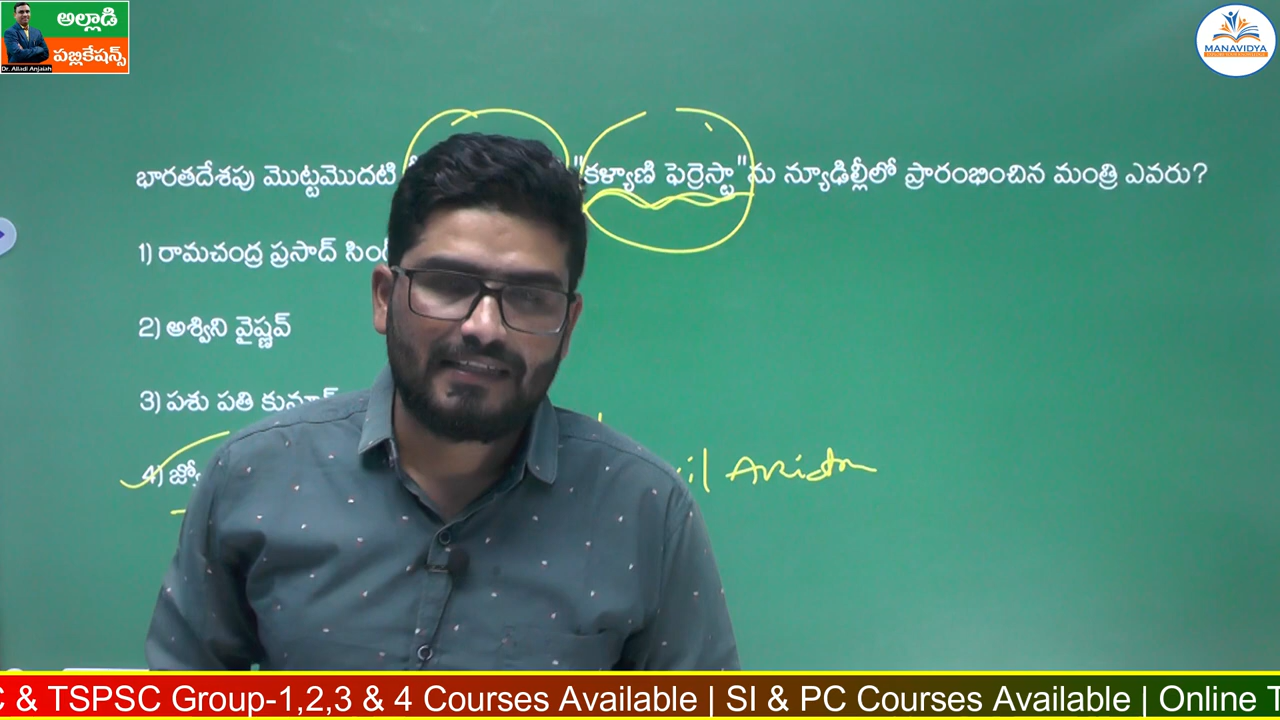 అల్లాడి
పబ్లికేషన్స్
Dr. Alladi Anjaiah
MANAVIDYA
భారతదేశపు మొట్టమొదటి "కళ్యాణి ఫెర్రెస్టా"ను న్యూఢిల్లీలో ప్రారంభించిన మంత్రి ఎవరు?
1) రామచంద్ర ప్రసాద్
2) అశ్విని వైష్ణవ్
3) పశు పతి కుమార్
4)
C & TSPSC Group-1,2,3 & 4 Courses Available | SI & PC Courses Available | Online T